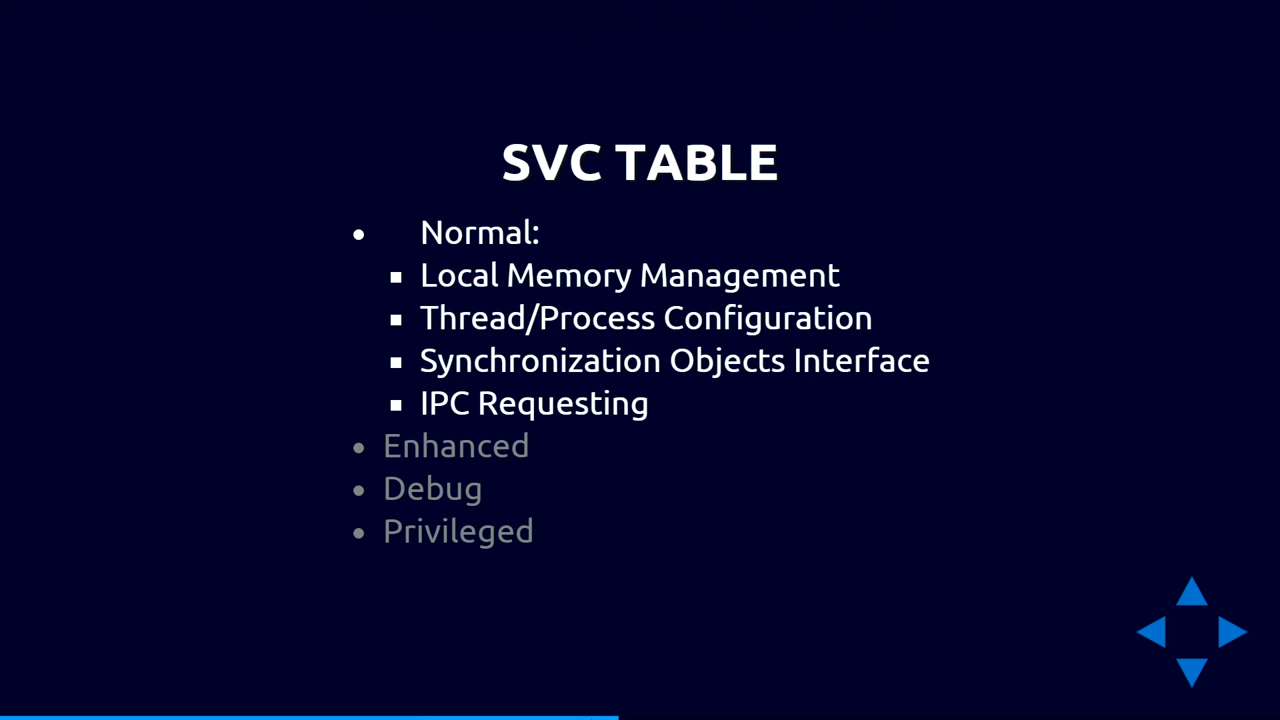 SVC TABLE
Normal:
Local Memory Management
Thread/Process Configuration
Synchronization Objects Interface
IPC Requesting
Enhanced
Debug
Privileged